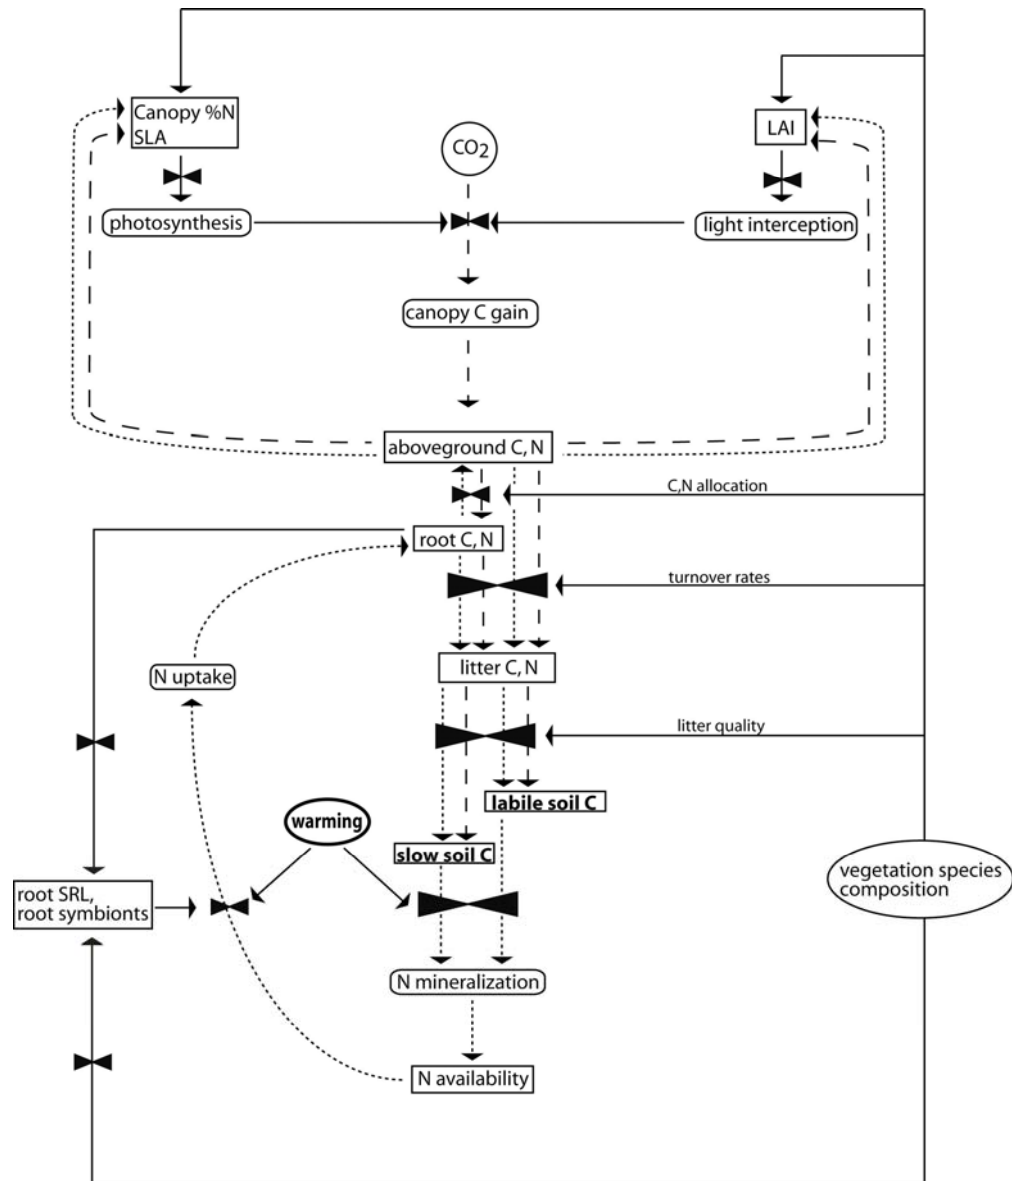 Canopy %N
SLA
CO2
LAI
photosynthesis
light interception
canopy C gain
aboveground C, N
C,N allocation
root C, N
turnover rates
N uptake
litter C, N
litter quality
labile soil C
warming
slow soil C
vegetation species
composition
root SRL,
root symbionts
N mineralization
N availability